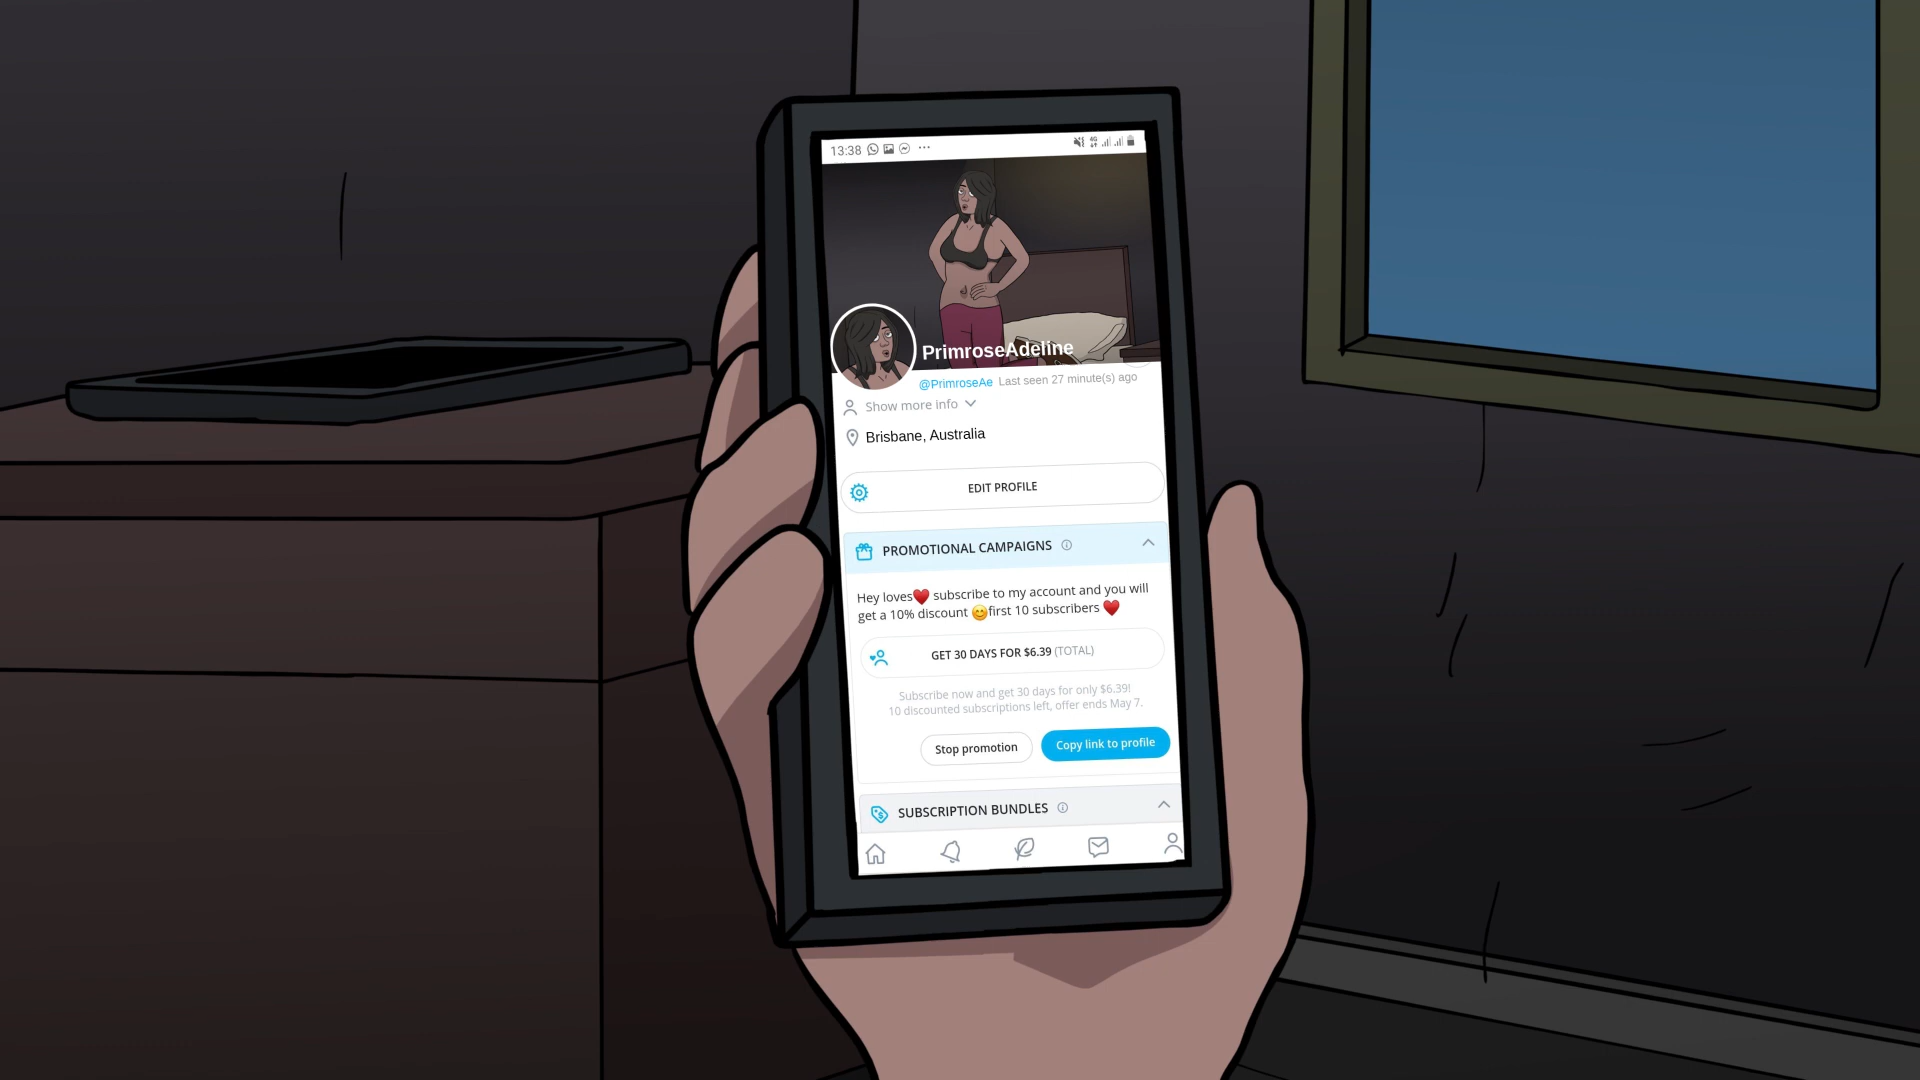 13:38
PrimroseAdeline
@PrimroseAe Last seen 27 minute(s) ago
Show more info
Brisbane, Australia
EDIT PROFILE
PROMOTIONAL CAMPAIGNS
Hey loves❤️ subscribe to my account and you will
get a 10% discount 😊first 10 subscribers ❤️
GET 30 DAYS FOR $6.39 (TOTAL)
Subscribe now and get 30 days for only $6.39!
10 discounted subscriptions left, offer ends May 7.
Stop promotion
Copy link to profile
SUBSCRIPTION BUNDLES